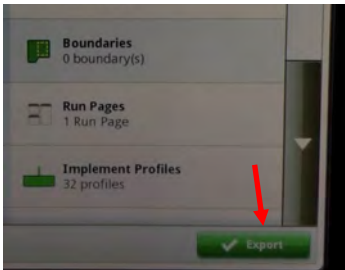 Boundaries
0 boundary(s)
Run Pages
1 Run Page
Implement Profiles
32 profiles
Export